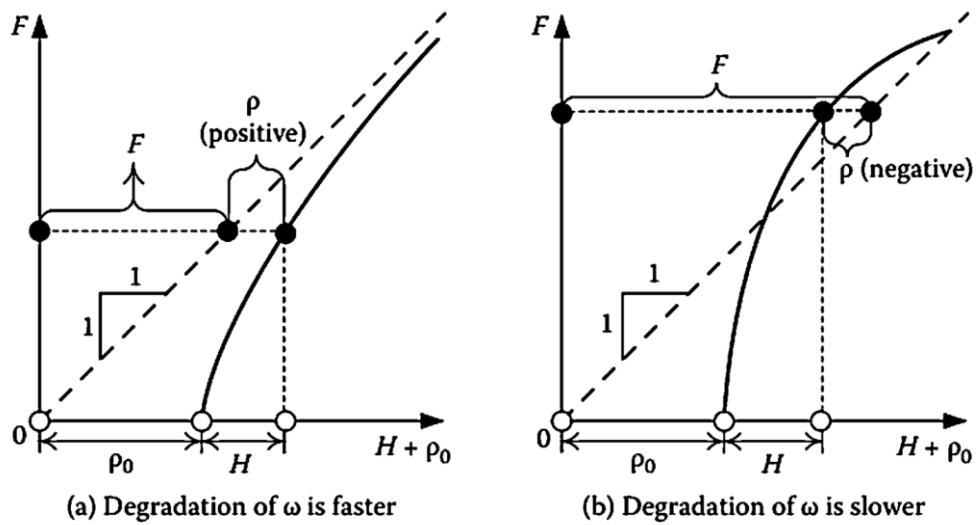 F
ρ
(positive)
F
1
1
0
ρ₀
H
H + ρ₀
(a) Degradation of ω is faster
F
F
ρ (negative)
1
1
0
ρ₀
H
H + ρ₀
(b) Degradation of ω is slower